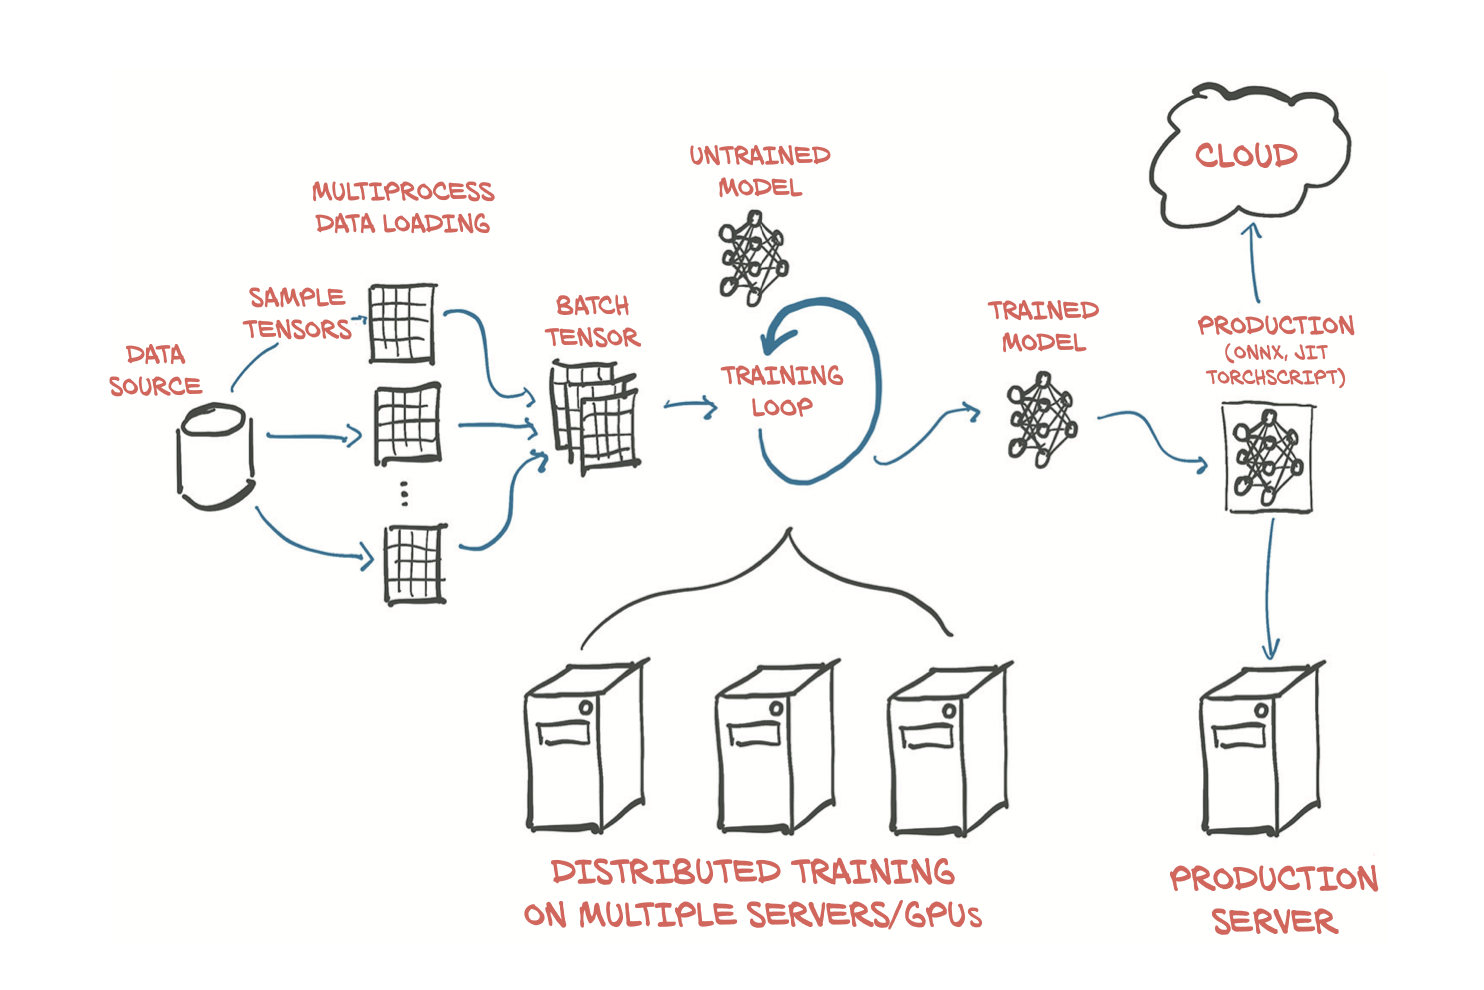 CLOUD
UNTRAINED
MODEL
MULTIPROCESS
DATA LOADING
SAMPLE
TENSORS
BATCH
TENSOR
TRAINED
MODEL
PRODUCTION
(ONNX, JIT
TORCHSCRIPT)
DATA
SOURCE
TRAINING
LOOP
DISTRIBUTED TRAINING
ON MULTIPLE SERVERS/GPUs
PRODUCTION
SERVER